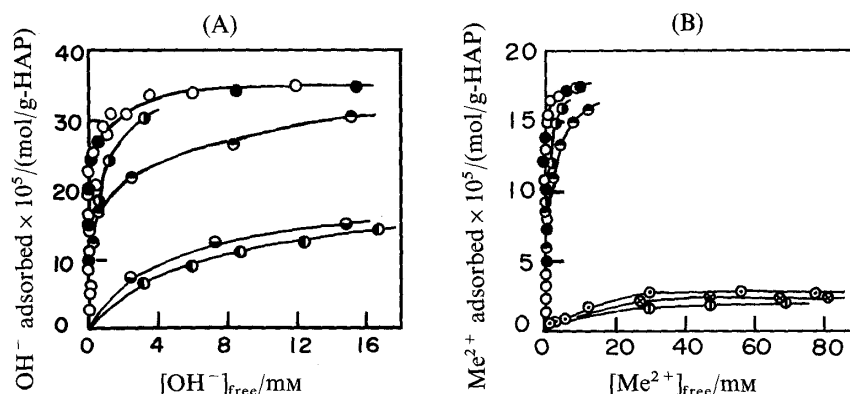 (A)
OH⁻ adsorbed × 10⁵/(mol/g-HAP)
40
30
20
10
0
0 4 8 12 16
[OH⁻]free/mM
(B)
Me²⁺ adsorbed × 10⁵/(mol/g-HAP)
20
15
10
5
0
0 20 40 60 80
[Me²⁺]free/mM